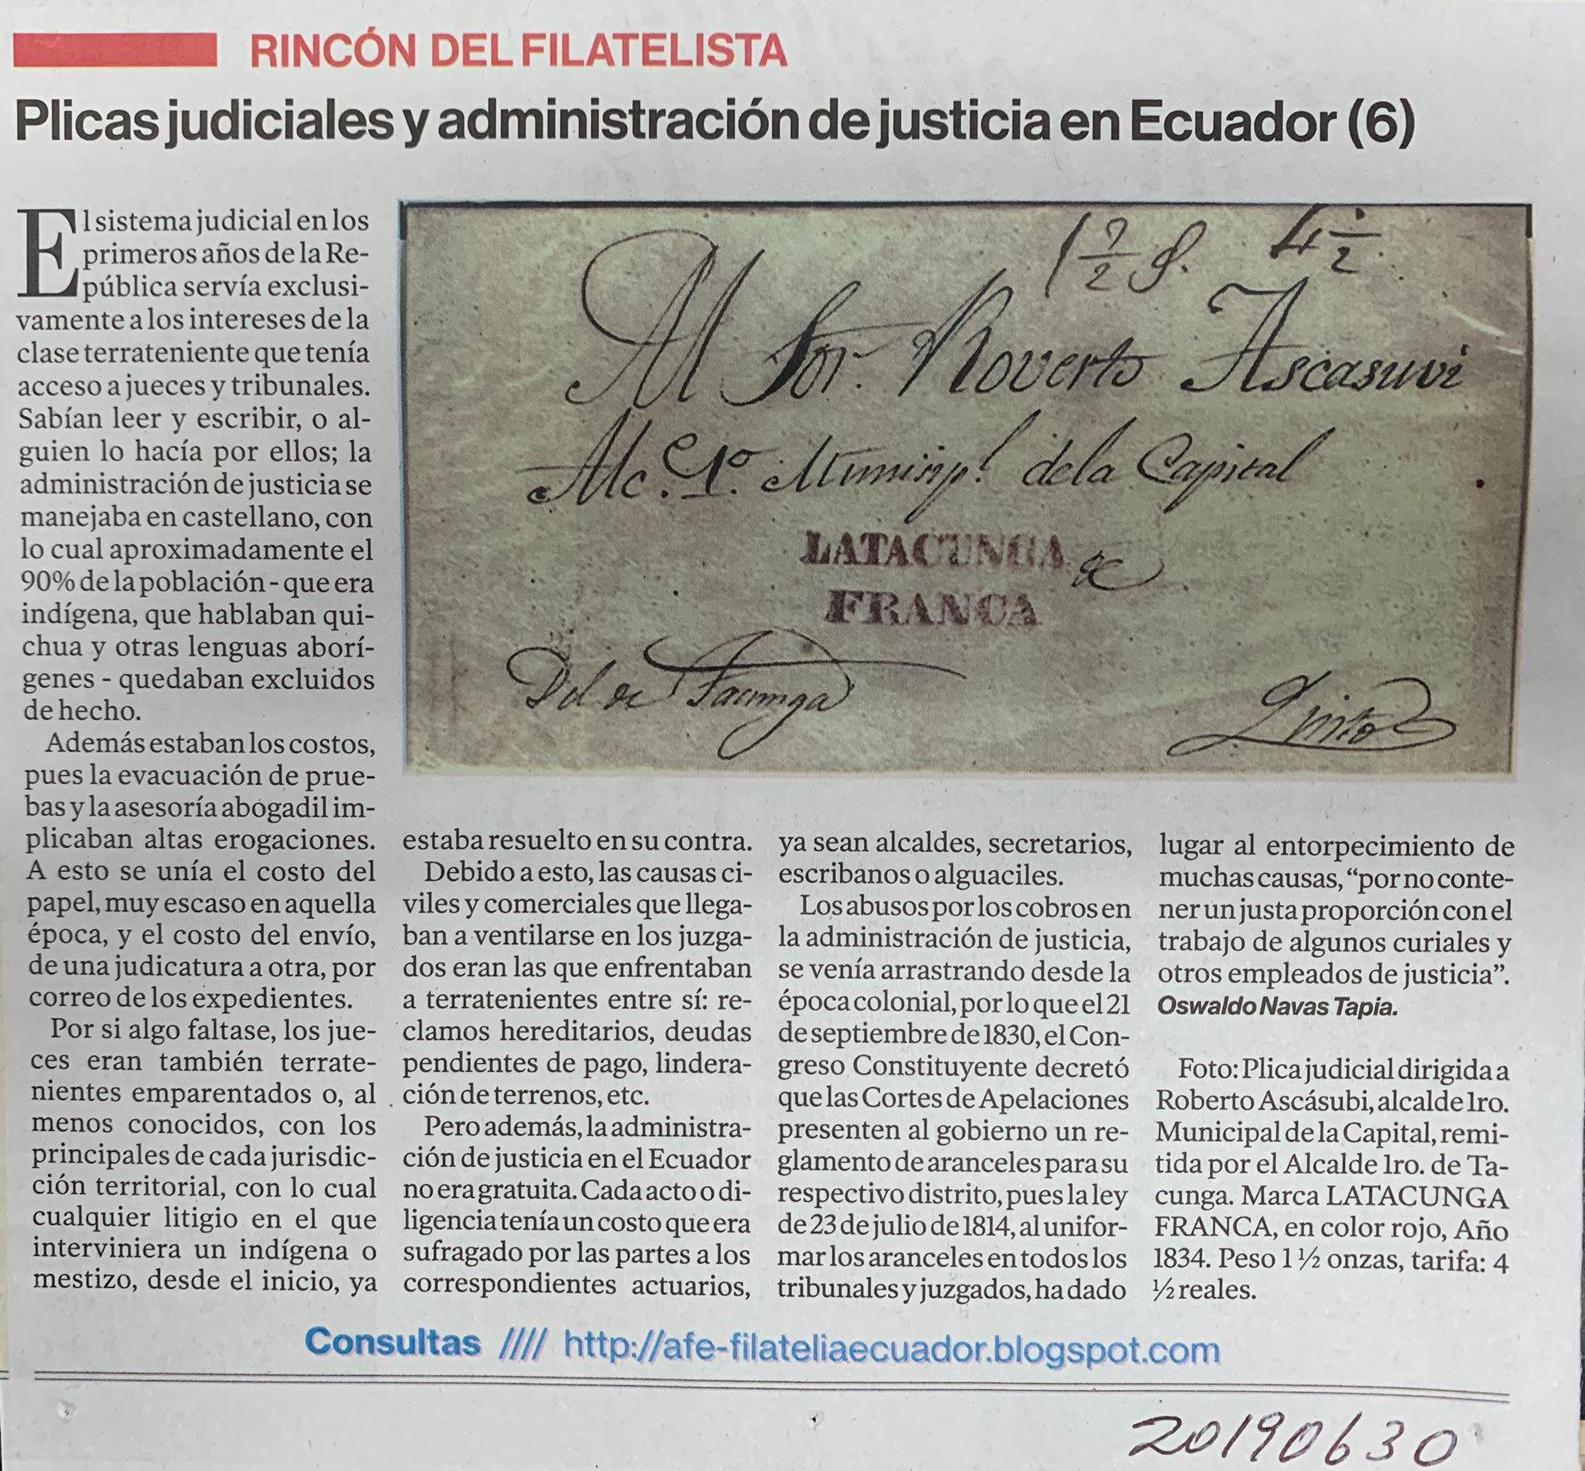 RINCÓN DEL FILATELISTA
Plicas judiciales y administración de justicia en Ecuador (6)
El sistema judicial en los
primeros años de la Re-
pública servía exclusi-
vamente a los intereses de la
clase terrateniente que tenía
acceso a jueces y tribunales.
Sabían leer y escribir, o al-
guien lo hacía por ellos; la
administración de justicia se
manejaba en castellano, con
lo cual aproximadamente el
90% de la población - que era
indígena, que hablaban qui-
chua y otras lenguas aborí-
genes - quedaban excluidos
de hecho.
Además estaban los costos,
pues la evacuación de prue-
bas y la asesoría abogadil im-
plicaban altas erogaciones.
A esto se unía el costo del
papel, muy escaso en aquella
época, y el costo del envío,
de una judicatura a otra, por
correo de los expedientes.
Por si algo faltase, los jue-
ces eran también terrate-
nientes emparentados o, al
menos conocidos, con los
principales de cada jurisdic-
ción territorial, con lo cual
cualquier litigio en el que
interviniera un indígena o
mestizo, desde el inicio, ya
1 ½ 4 ½
Al Sor. Roverto Ascasuvi
Alce. 1º. Municipl. de la Capital
LATACUNGA
FRANCA
Del de Tacunga
Quito
estaba resuelto en su contra.
Debido a esto, las causas ci-
viles y comerciales que llega-
ban a ventilarse en los juzga-
dos eran las que enfrentaban
a terratenientes entre sí: re-
clamos hereditarios, deudas
pendientes de pago, lindera-
ción de terrenos, etc.
Pero además, la administra-
ción de justicia en el Ecuador
no era gratuita. Cada acto o di-
ligencia tenía un costo que era
sufragado por las partes a los
correspondientes actuarios,
ya sean alcaldes, secretarios,
escribanos o alguaciles.
Los abusos por los cobros en
la administración de justicia,
se venía arrastrando desde la
época colonial, por lo que el 21
de septiembre de 1830, el Con-
greso Constituyente decretó
que las Cortes de Apelaciones
presenten al gobierno un re-
glamento de aranceles para su
respectivo distrito, pues la ley
de 23 de julio de 1814, al unifor-
mar los aranceles en todos los
tribunales y juzgados, ha dado
lugar al entorpecimiento de
muchas causas, “por no conte-
ner un justa proporción con el
trabajo de algunos curiales y
otros empleados de justicia”.
Oswaldo Navas Tapia.
Foto: Plica judicial dirigida a
Roberto Ascásubi, alcalde 1ro.
Municipal de la Capital, remi-
tida por el Alcalde 1ro. de Ta-
cunga. Marca LATACUNGA
FRANCA, en color rojo, Año
1834. Peso 1 ½ onzas, tarifa: 4
½ reales.
Consultas //// http://afe-filateliaecuador.blogspot.com
20190630